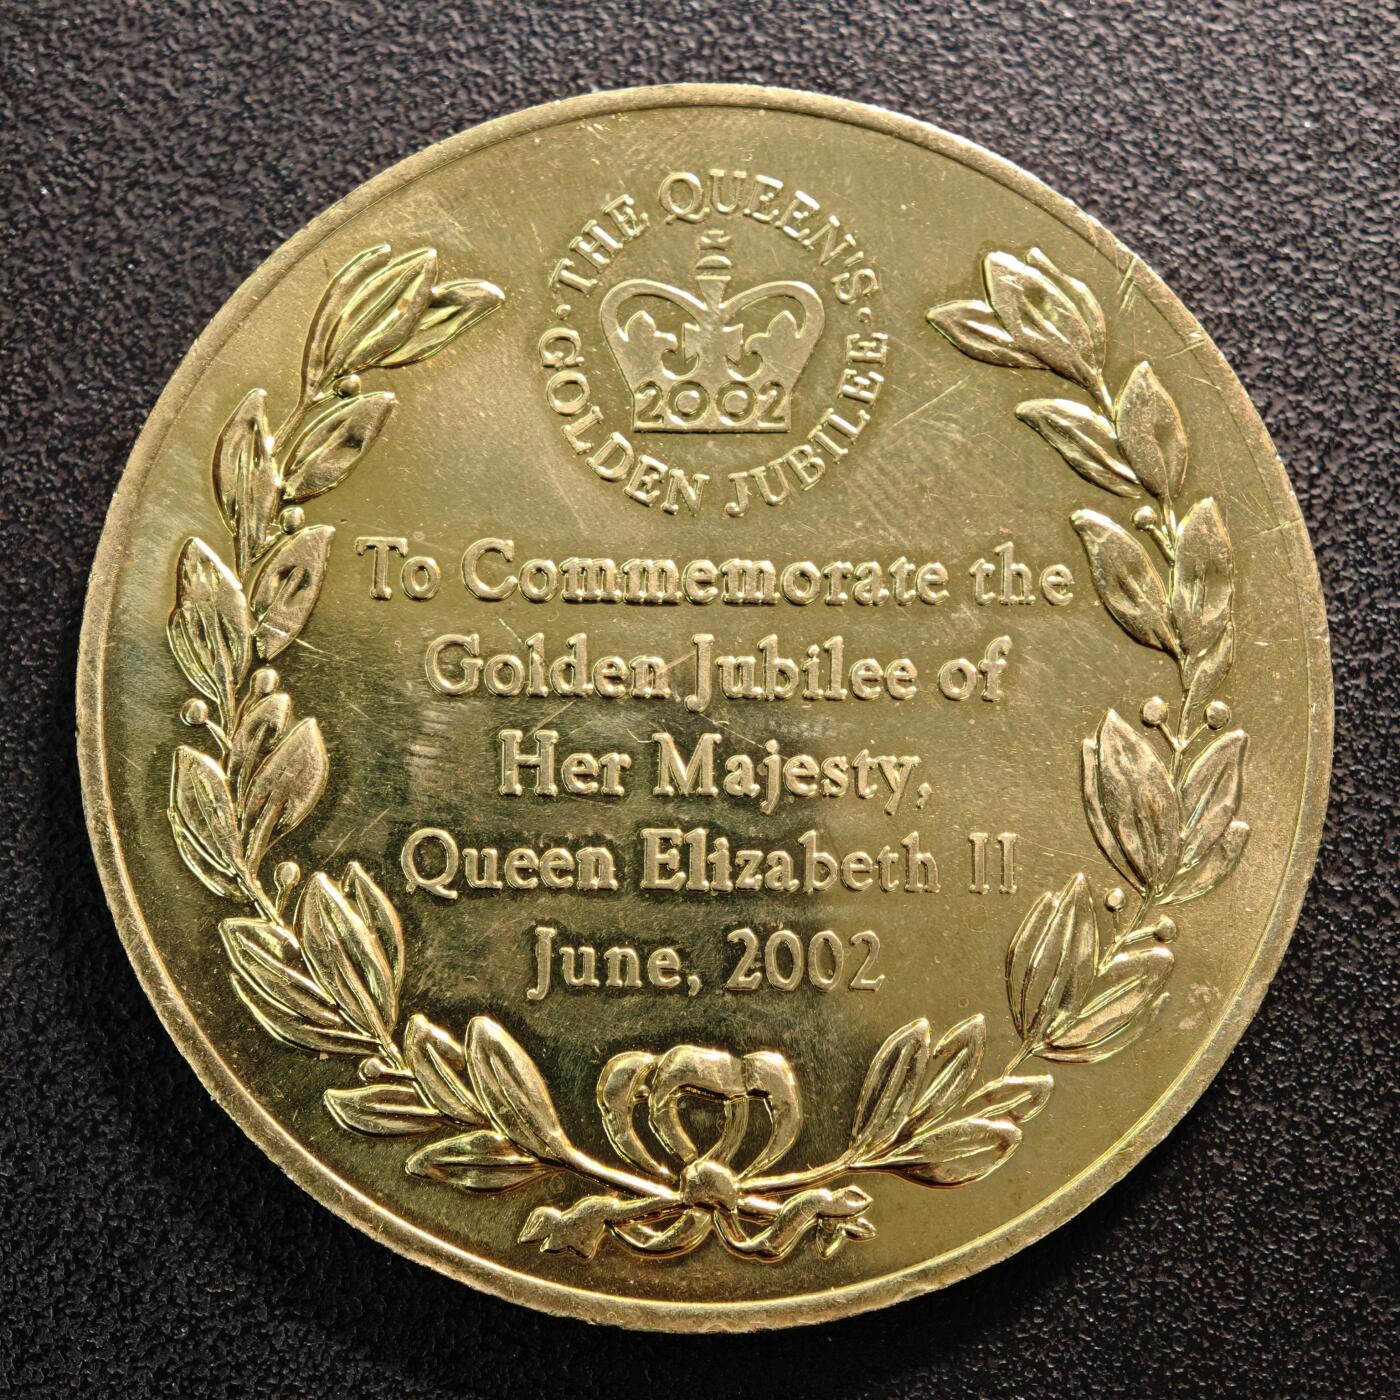 · THE QUEEN'S ·
GOLDEN JUBILEE
2002
To Commemorate the
Golden Jubilee of
Her Majesty,
Queen Elizabeth II
June, 2002